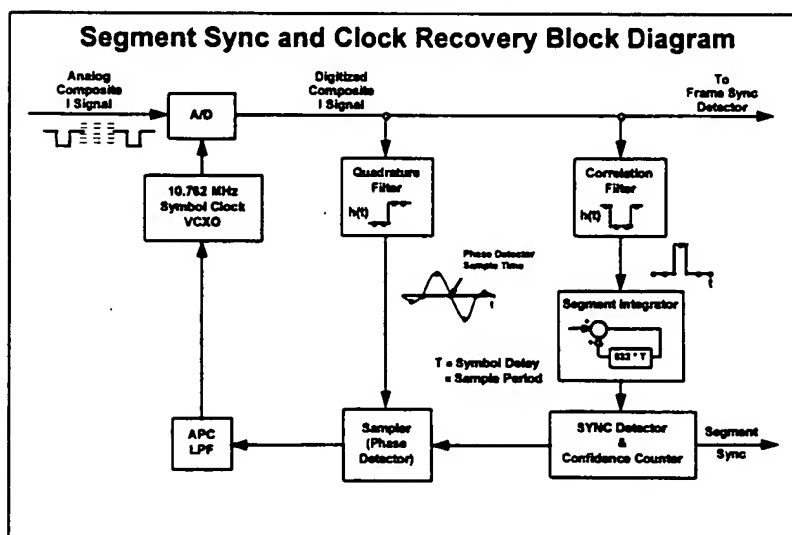 Segment Sync and Clock Recovery Block Diagram
Analog
Composite
I Signal
A/D
Digitized
Composite
I Signal
To
Frame Sync
Detector
10.762 MHz
Symbol Clock
VCXO
Quadrature
Filter
h(t)
Correlation
Filter
h(t)
Phase Detector
Sample Time
t
t
Segment Integrator
+
+
832 * T
T = Symbol Delay
= Sample Period
APC
LPF
Sampler
(Phase
Detector)
SYNC Detector
&
Confidence Counter
Segment
Sync